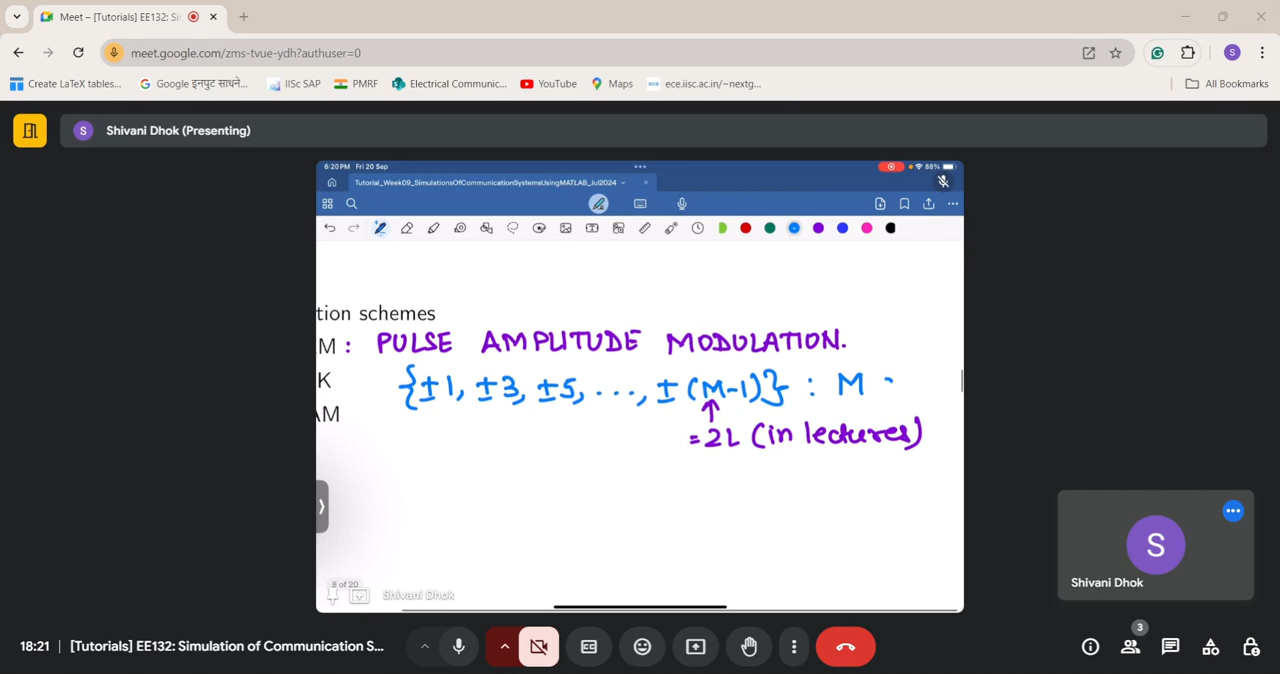 Meet – [Tutorials] EE132: Si
meet.google.com/zms-tvue-ydh?authuser=0
Create LaTeX tables... Google इनपुट साधने... IISc SAP PMRF Electrical Communic... YouTube Maps ece.iisc.ac.in/~nextg... All Bookmarks
S Shivani Dhok (Presenting)
6:20 PM Fri 20 Sep 88%
Tutorial_Week09_SimulationsOfCommunicationSystemsUsingMATLAB_Jul2024
tion schemes
AM : PULSE AMPLITUDE MODULATION.
{±1, ±3, ±5, ..., ±(M-1)} : M
K
AM
= 2L (in lectures)
8 of 20
Shivani Dhok
S
Shivani Dhok
18:21 [Tutorials] EE132: Simulation of Communication S...
3